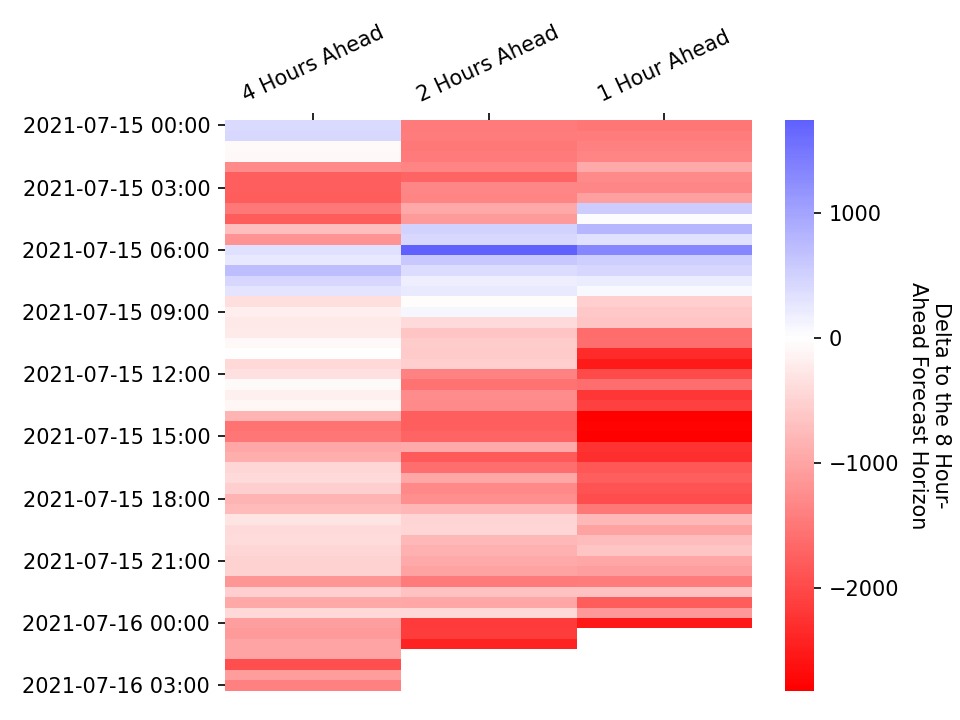 4 Hours Ahead
2 Hours Ahead
1 Hour Ahead
2021-07-15 00:00
2021-07-15 03:00
2021-07-15 06:00
2021-07-15 09:00
2021-07-15 12:00
2021-07-15 15:00
2021-07-15 18:00
2021-07-15 21:00
2021-07-16 00:00
2021-07-16 03:00
1000
0
−1000
−2000
Delta to the 8 Hour-
Ahead Forecast Horizon